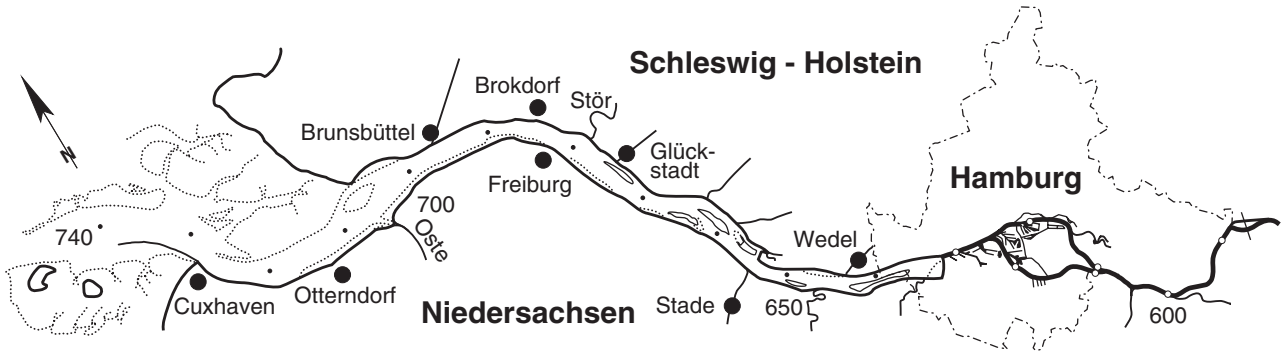 Schleswig - Holstein
Brokdorf
Stör
Brunsbüttel
Glück-
stadt
N
Freiburg
Hamburg
700
740
Oste
Wedel
Cuxhaven
Otterndorf
Niedersachsen
Stade
650
600